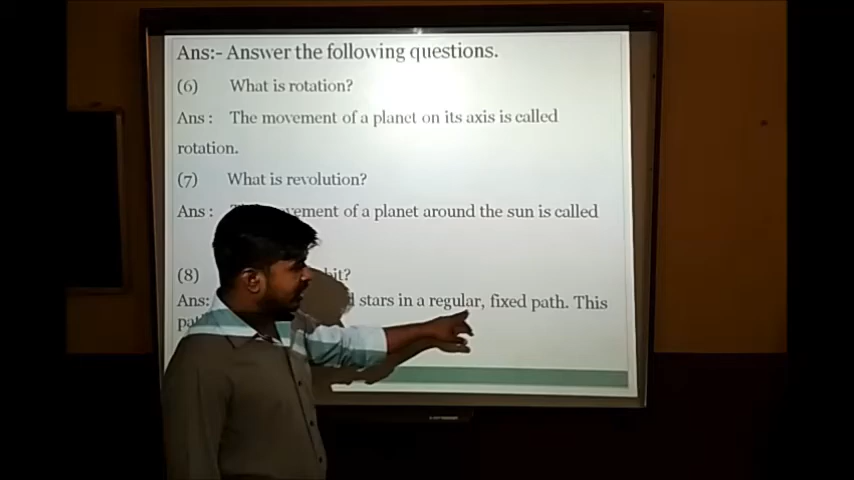 Ans:- Answer the following questions.
(6) What is rotation?
Ans : The movement of a planet on its axis is called
rotation.
(7) What is revolution?
Ans : of a planet around the sun is called
(8)
Ans: stars in a regular, fixed path. This